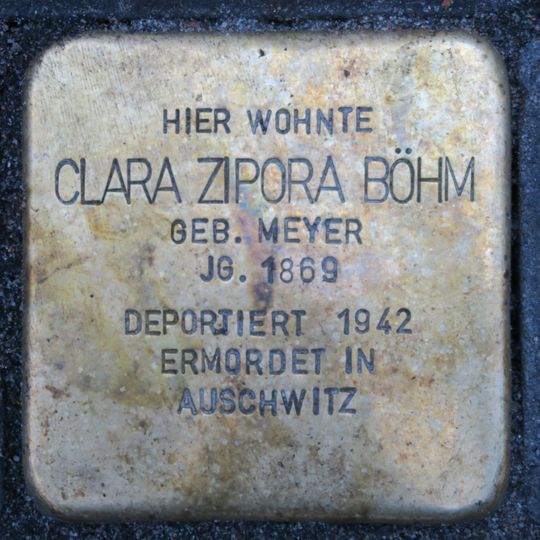 HIER WOHNTE
CLARA ZIPORA BÖHM
GEB. MEYER
JG. 1869
DEPORTIERT 1942
ERMORDET IN
AUSCHWITZ